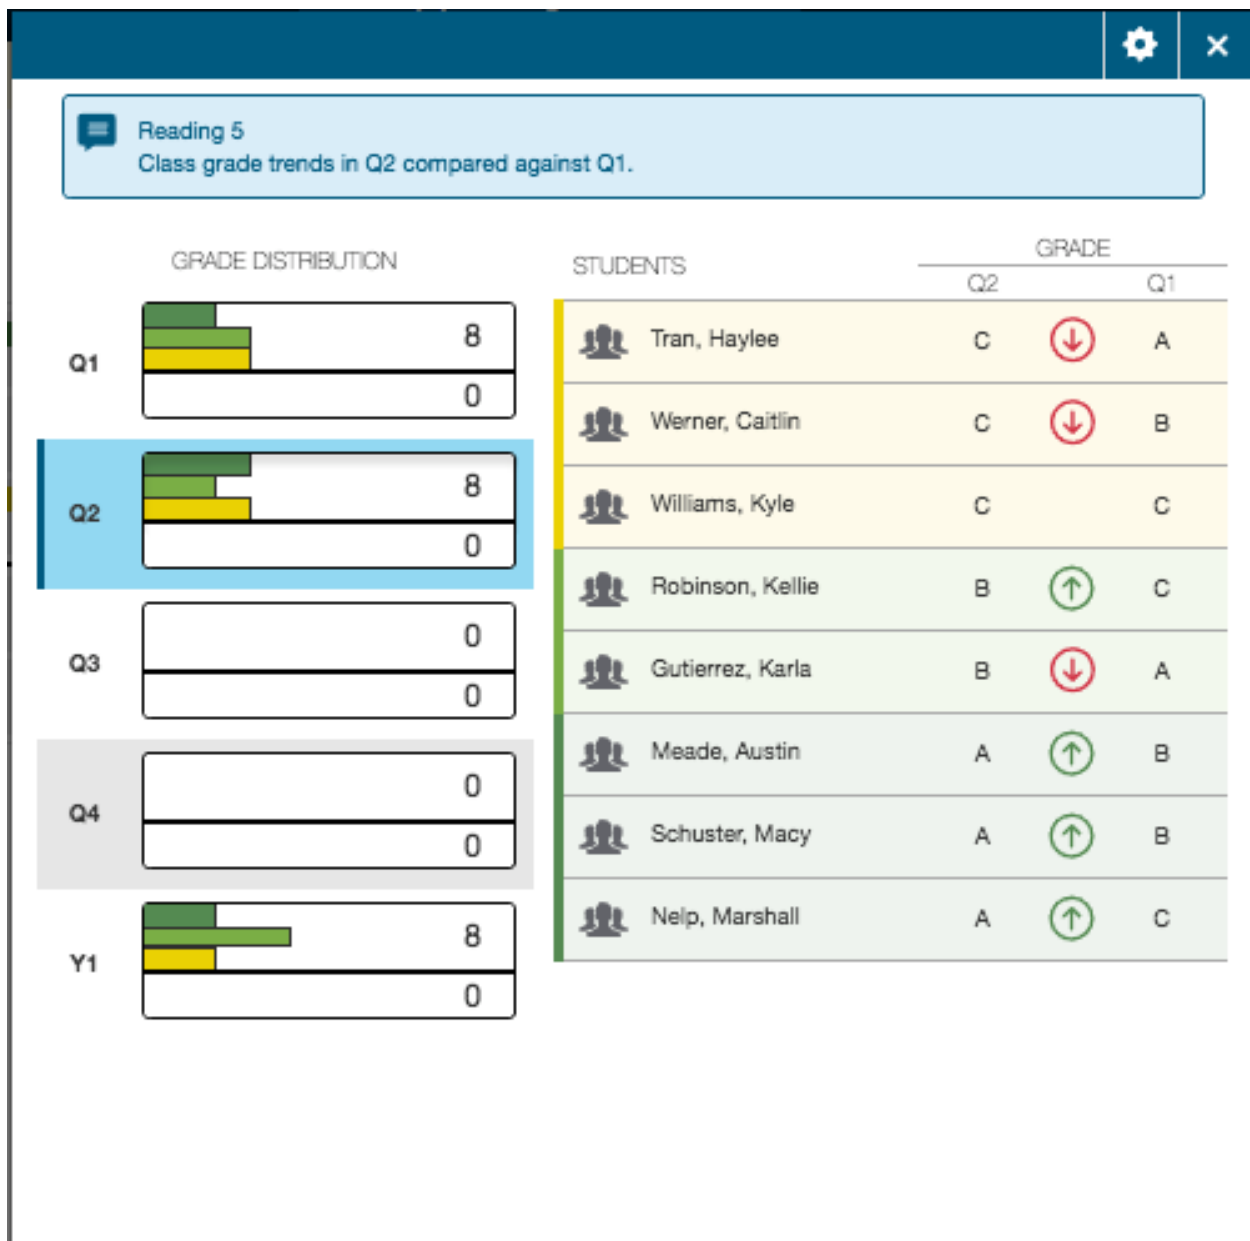 Reading 5
Class grade trends in Q2 compared against Q1.
GRADE DISTRIBUTION
Q1
8
0
Q2
8
0
Q3
0
0
Q4
0
0
Y1
8
0
STUDENTS
GRADE
Q2 Q1
Tran, Haylee C A
Werner, Caitlin C B
Williams, Kyle C C
Robinson, Kellie B C
Gutierrez, Karla B A
Meade, Austin A B
Schuster, Macy A B
Nelp, Marshall A C